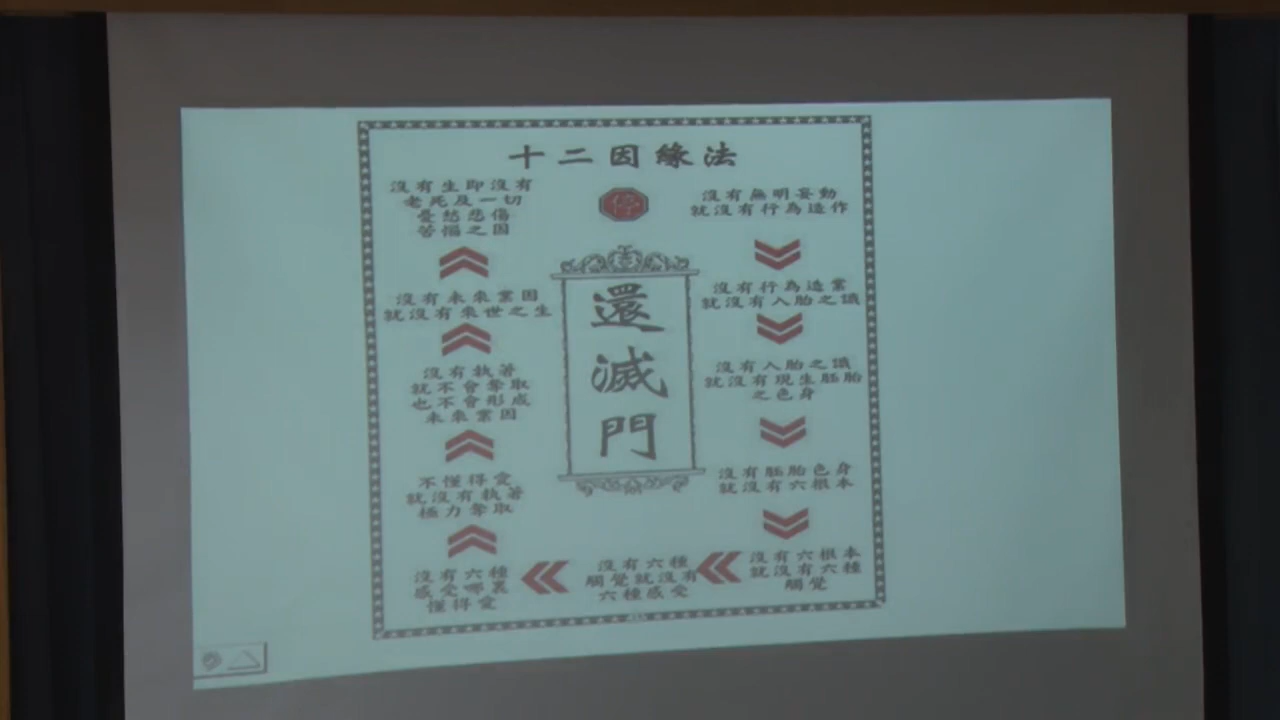 十二因緣法
停
沒有無明妄動
就沒有行為造作
沒有行為造業
就沒有入胎之識
沒有入胎之識
就沒有現生胚胎
之色身
沒有胚胎色身
就沒有六根本
沒有六根本
就沒有六種
觸覺
沒有六種
觸覺就沒有
六種感受
沒有六種
感受哪裏
懂得愛
不懂得愛
就沒有執著
極力奪取
沒有執著
就不會奪取
也不會形成
未來業因
沒有未來業因
就沒有來世之生
沒有生即沒有
老死及一切
憂愁悲傷
苦惱之因
還
滅
門